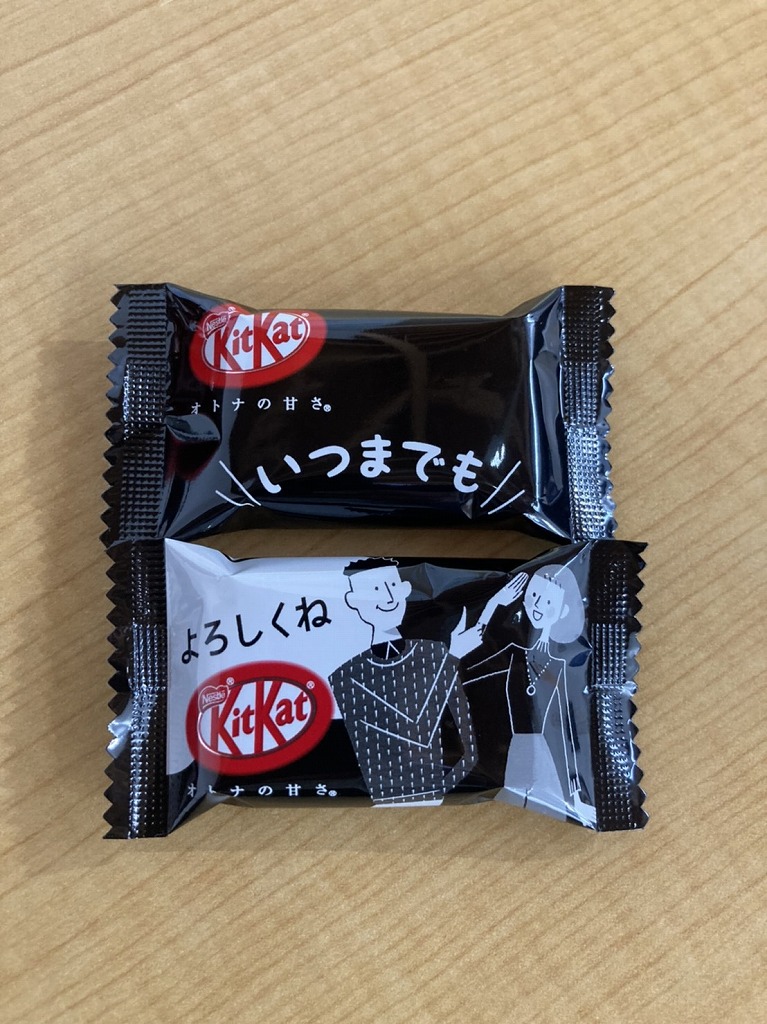 Nestlé
KitKat
オトナの甘さ®
\\いつまでも//
よろしくね
Nestlé®
KitKat®
オトナの甘さ®